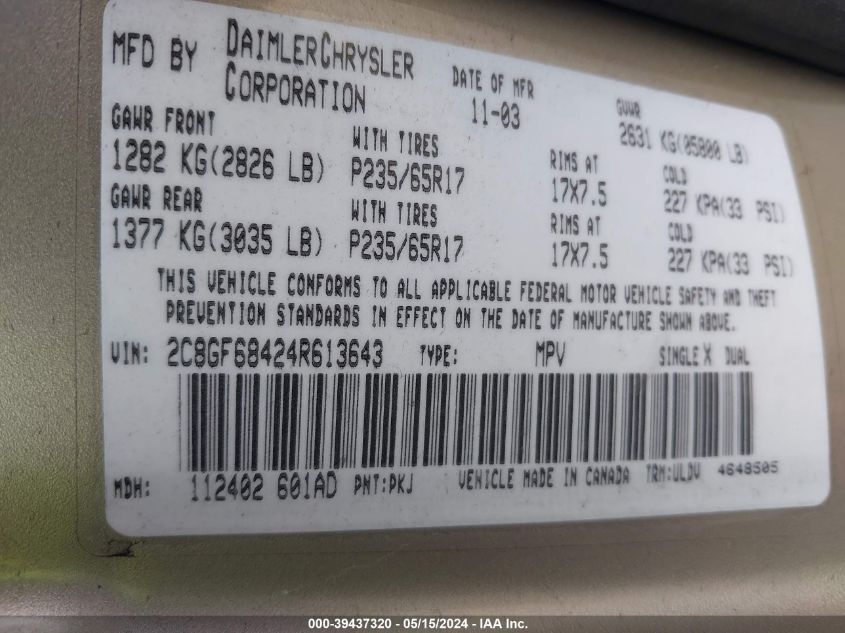 MFD BY DAIMLERCHRYSLER CORPORATION DATE OF MFR 11-03 GVWR 2631 KG(05800 LB)
GAWR FRONT WITH TIRES RIMS AT COLD
1282 KG(2826 LB) P235/65R17 17X7.5 227 KPA(33 PSI)
GAWR REAR WITH TIRES RIMS AT COLD
1377 KG(3035 LB) P235/65R17 17X7.5 227 KPA(33 PSI)
THIS VEHICLE CONFORMS TO ALL APPLICABLE FEDERAL MOTOR VEHICLE SAFETY AND THEFT
PREVENTION STANDARDS IN EFFECT ON THE DATE OF MANUFACTURE SHOWN ABOVE.
VIN: 2C8GF68424R613643 TYPE: MPV SINGLE X DUAL
MDH: 112402 601AD PNT:PKJ VEHICLE MADE IN CANADA TRM:ULDV 4648505
000-39437320 - 05/15/2024 - IAA Inc.